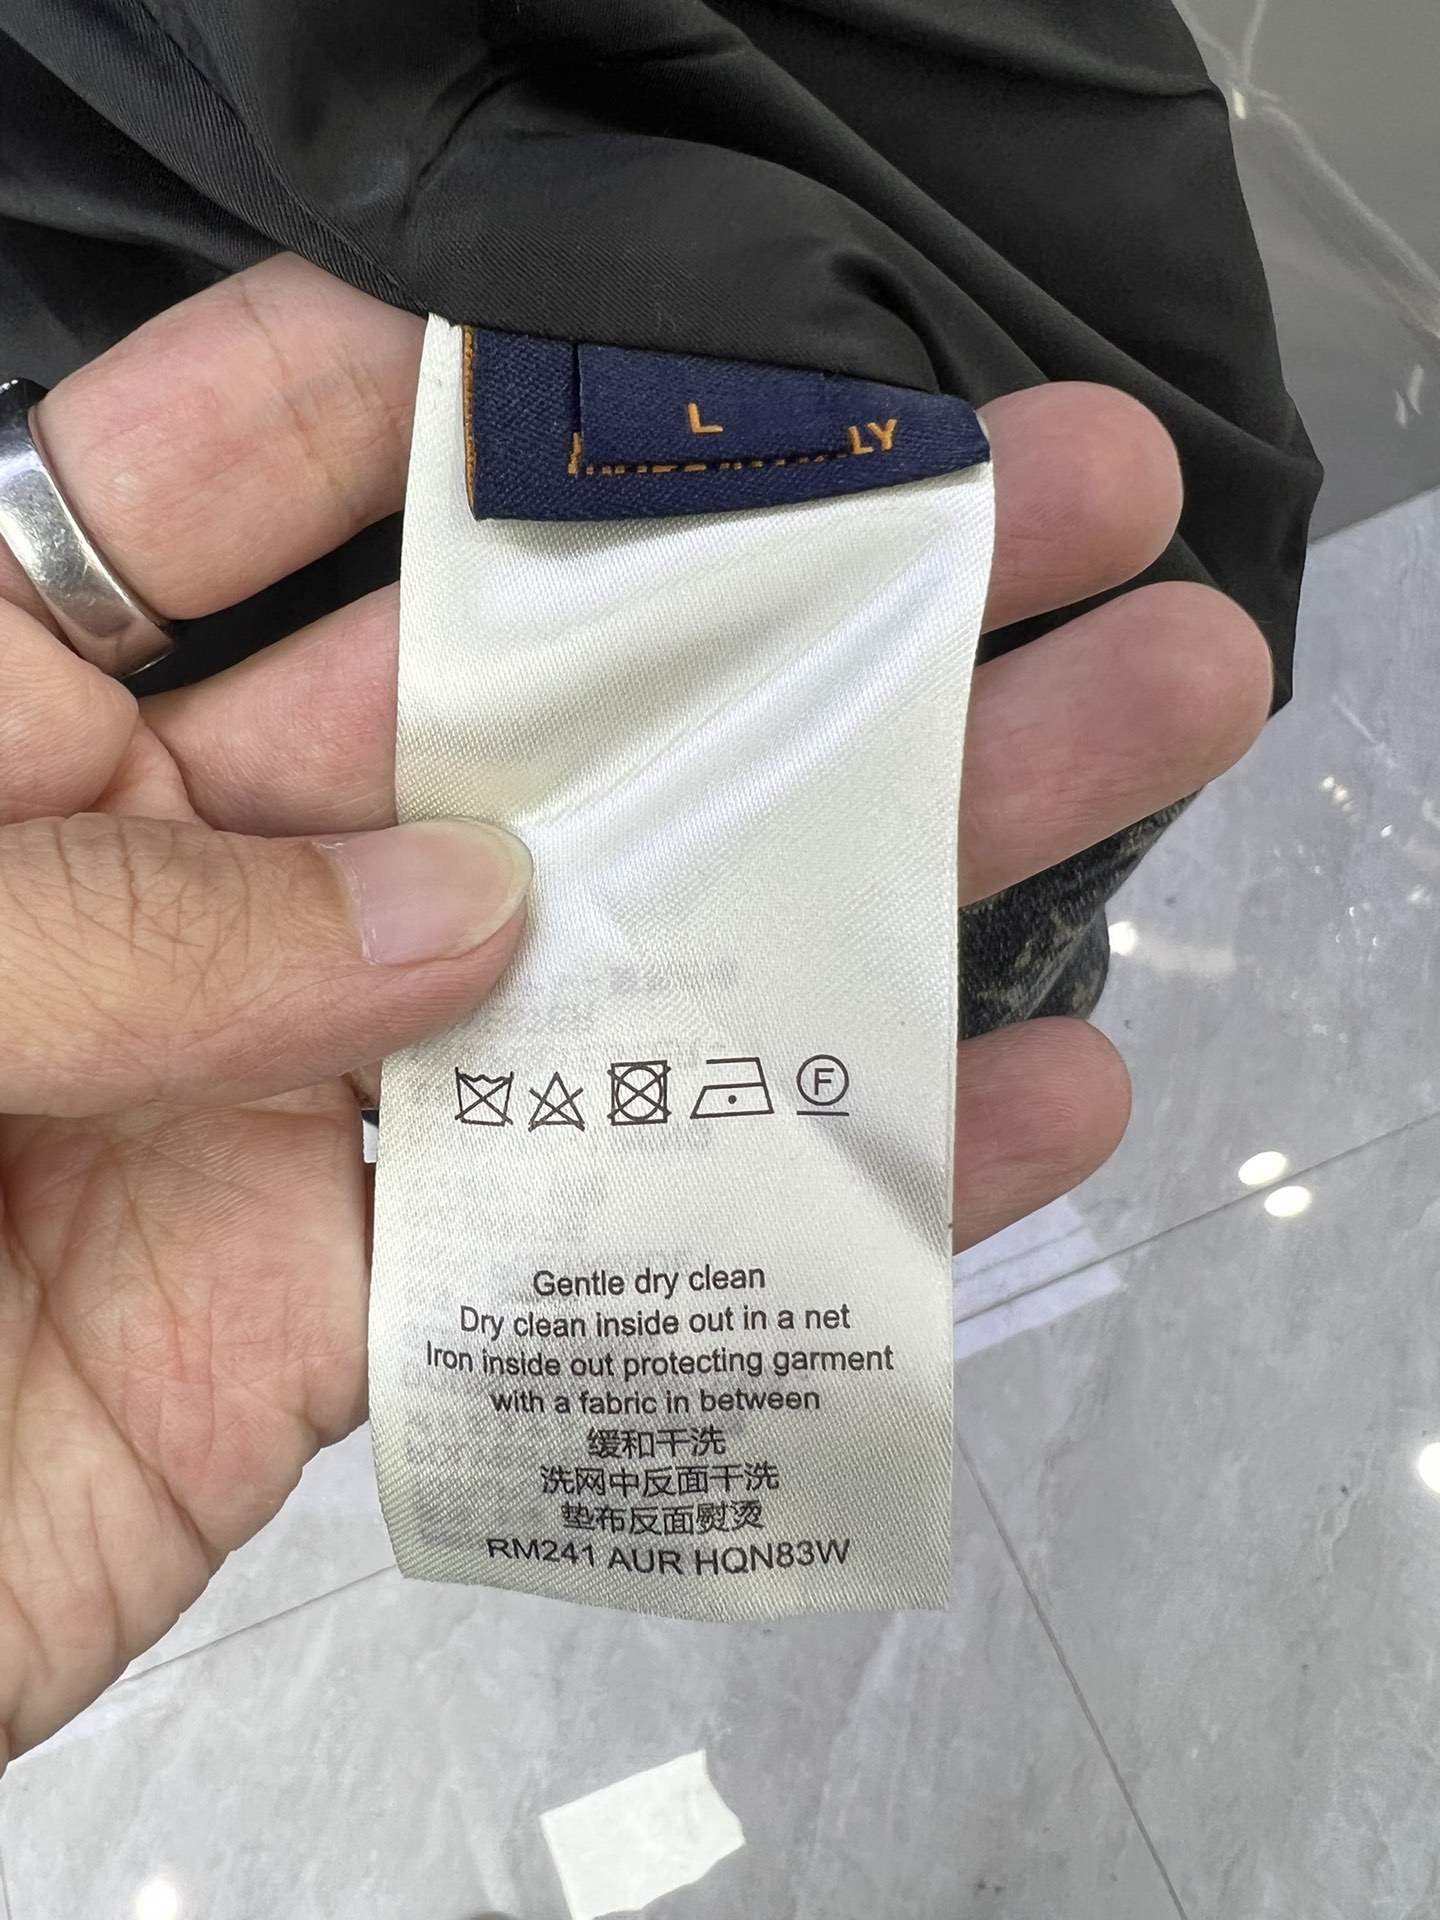 L
LY
F
Gentle dry clean
Dry clean inside out in a net
Iron inside out protecting garment
with a fabric in between
缓和干洗
洗网中反面干洗
垫布反面熨烫
RM241 AUR HQN83W